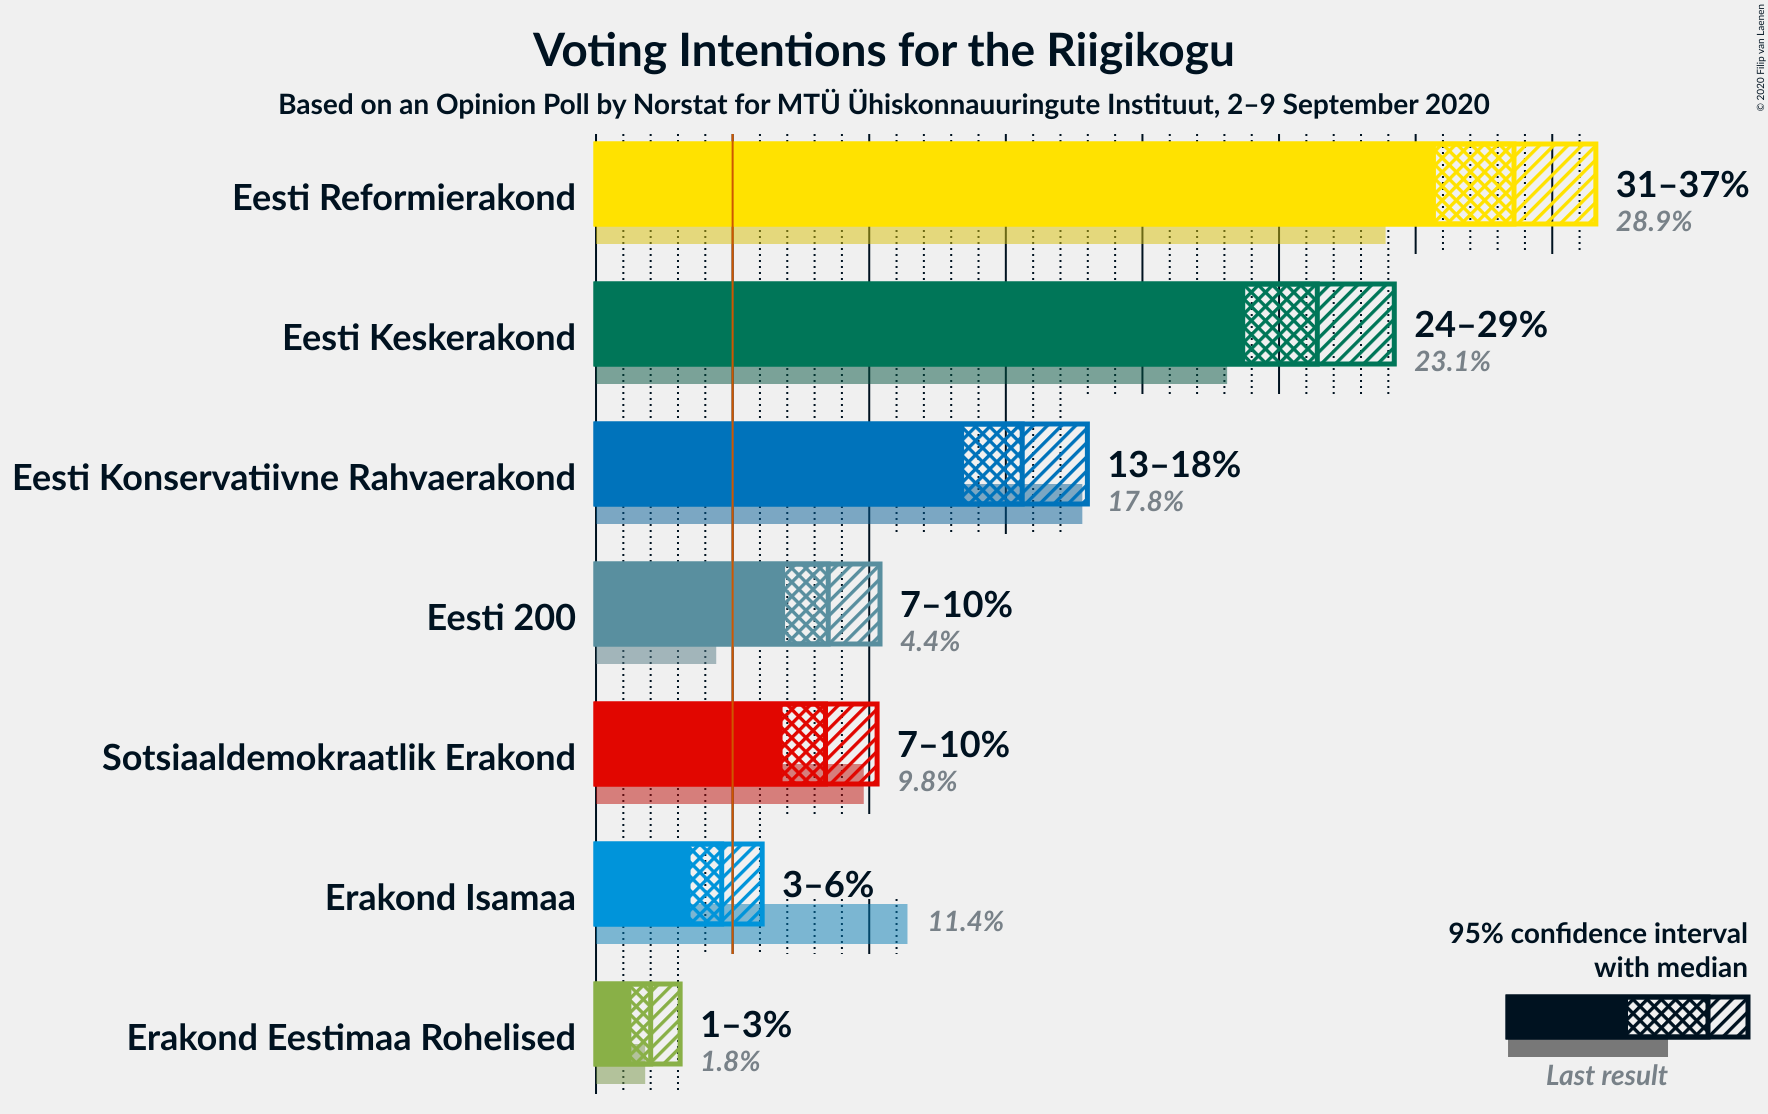 Voting Intentions for the Riigikogu
Based on an Opinion Poll by Norstat for MTÜ Ühiskonnauuringute Instituut, 2–9 September 2020
© 2020 Filip van Laenen
Eesti Reformierakond
31–37%
28.9%
Eesti Keskerakond
24–29%
23.1%
Eesti Konservatiivne Rahvaerakond
13–18%
17.8%
Eesti 200
7–10%
4.4%
Sotsiaaldemokraatlik Erakond
7–10%
9.8%
Erakond Isamaa
3–6%
11.4%
Erakond Eestimaa Rohelised
1–3%
1.8%
95% confidence interval
with median
Last result